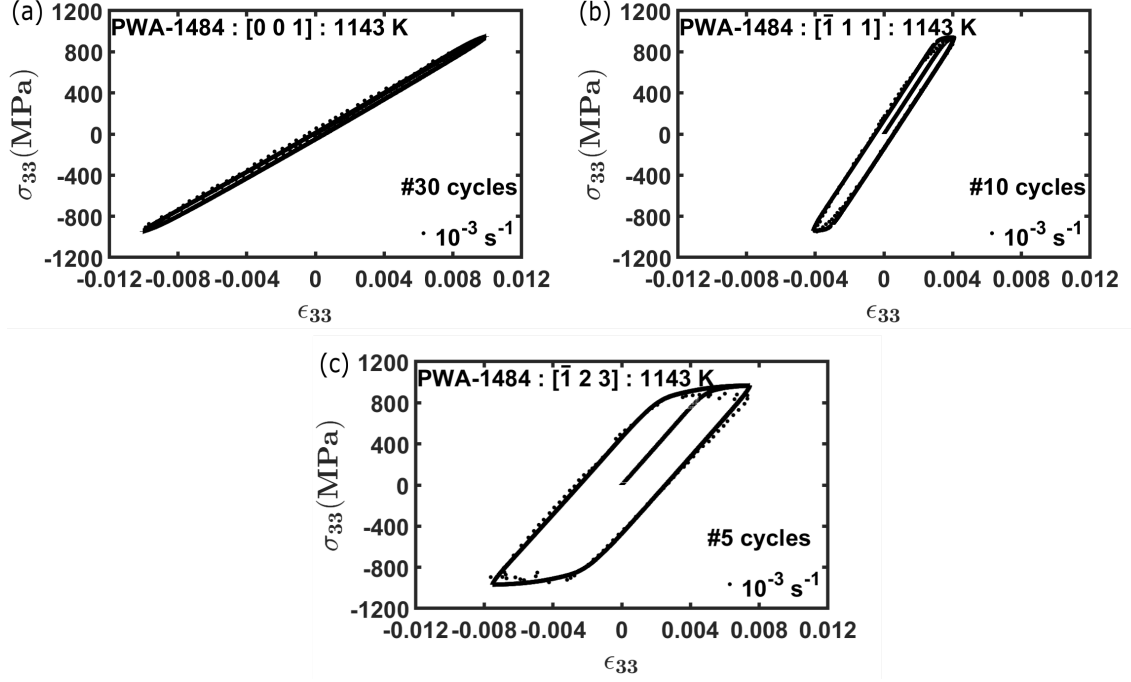 (a)
PWA-1484 : [0 0 1] : 1143 K
1200
800
400
0
-400
-800
-1200
σ33(MPa)
#30 cycles
· 10-3 s-1
-0.012 -0.008 -0.004 0 0.004 0.008 0.012
ϵ33
(b)
PWA-1484 : [1̄ 1 1] : 1143 K
1200
800
400
0
-400
-800
-1200
σ33(MPa)
#10 cycles
· 10-3 s-1
-0.012 -0.008 -0.004 0 0.004 0.008 0.012
ϵ33
(c)
PWA-1484 : [1̄ 2 3] : 1143 K
1200
800
400
0
-400
-800
-1200
σ33(MPa)
#5 cycles
· 10-3 s-1
-0.012 -0.008 -0.004 0 0.004 0.008 0.012
ϵ33